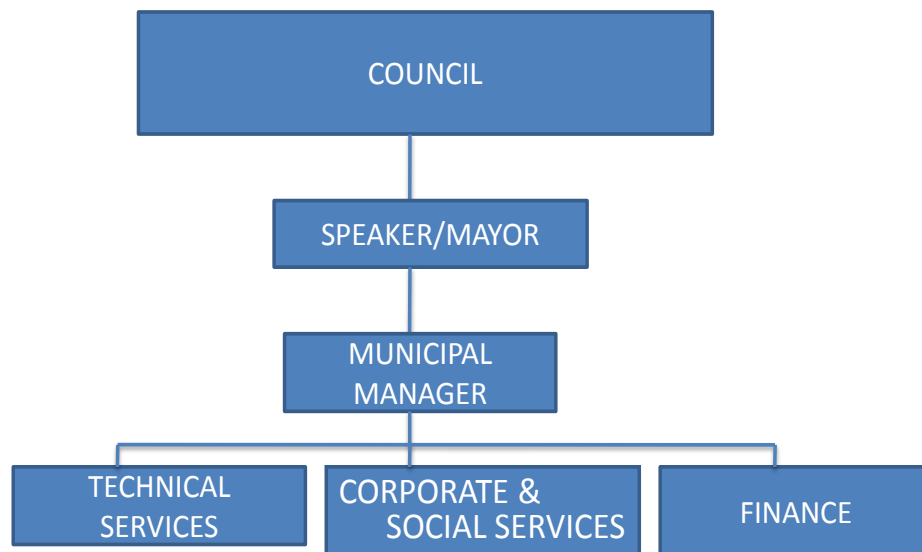 COUNCIL
SPEAKER/MAYOR
MUNICIPAL
MANAGER
TECHNICAL
SERVICES
CORPORATE &
SOCIAL SERVICES
FINANCE